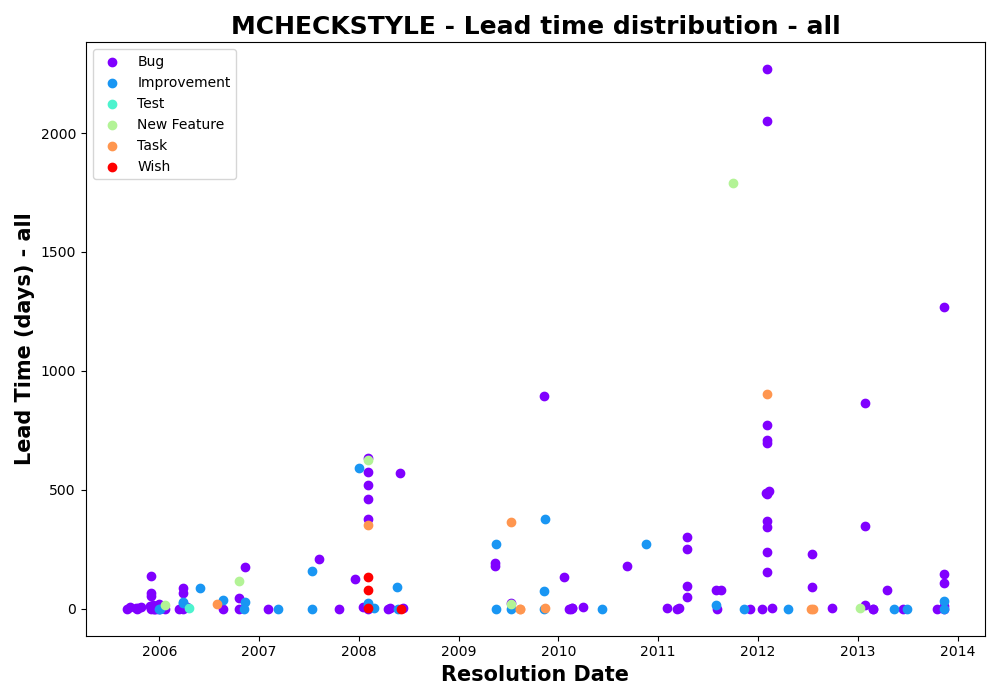 MCHECKSTYLE - Lead time distribution - all
Bug
Improvement
Test
New Feature
Task
Wish
Lead Time (days) - all
2000
1500
1000
500
0
2006 2007 2008 2009 2010 2011 2012 2013 2014
Resolution Date